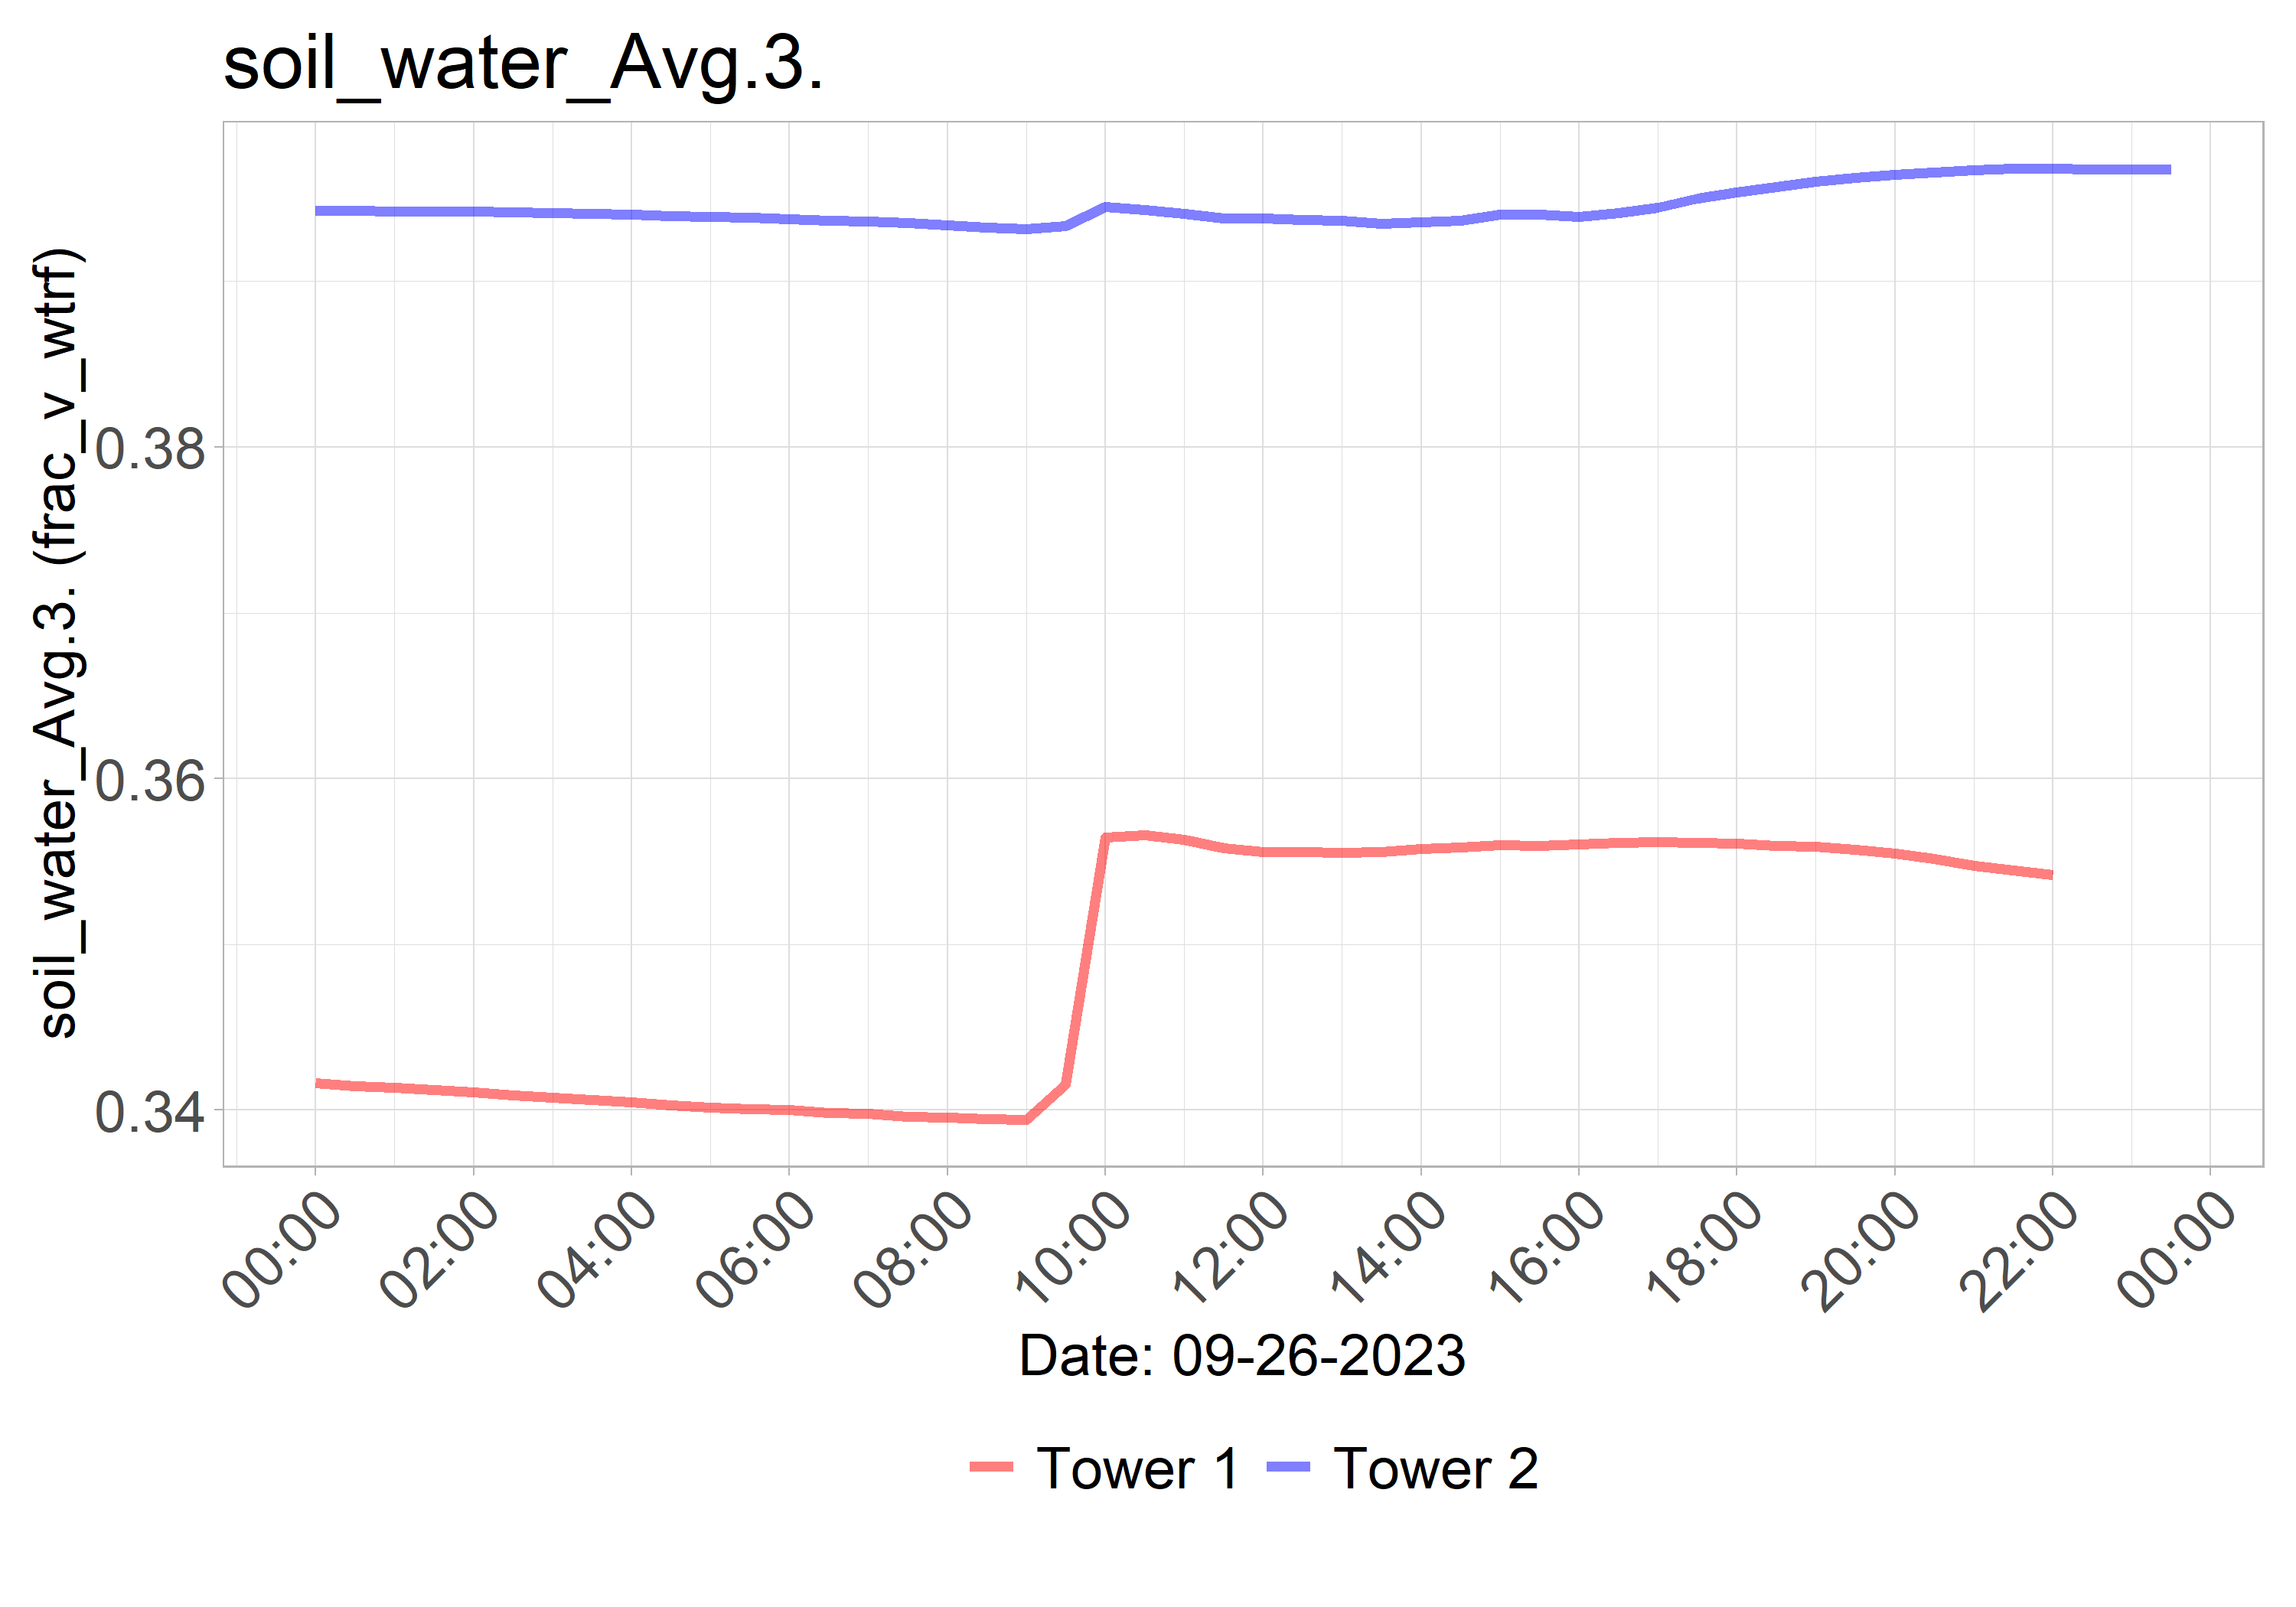 soil_water_Avg.3.
soil_water_Avg.3. (frac_v_wtrf)
0.38
0.36
0.34
00:00 02:00 04:00 06:00 08:00 10:00 12:00 14:00 16:00 18:00 20:00 22:00 00:00
Date: 09-26-2023
Tower 1 Tower 2